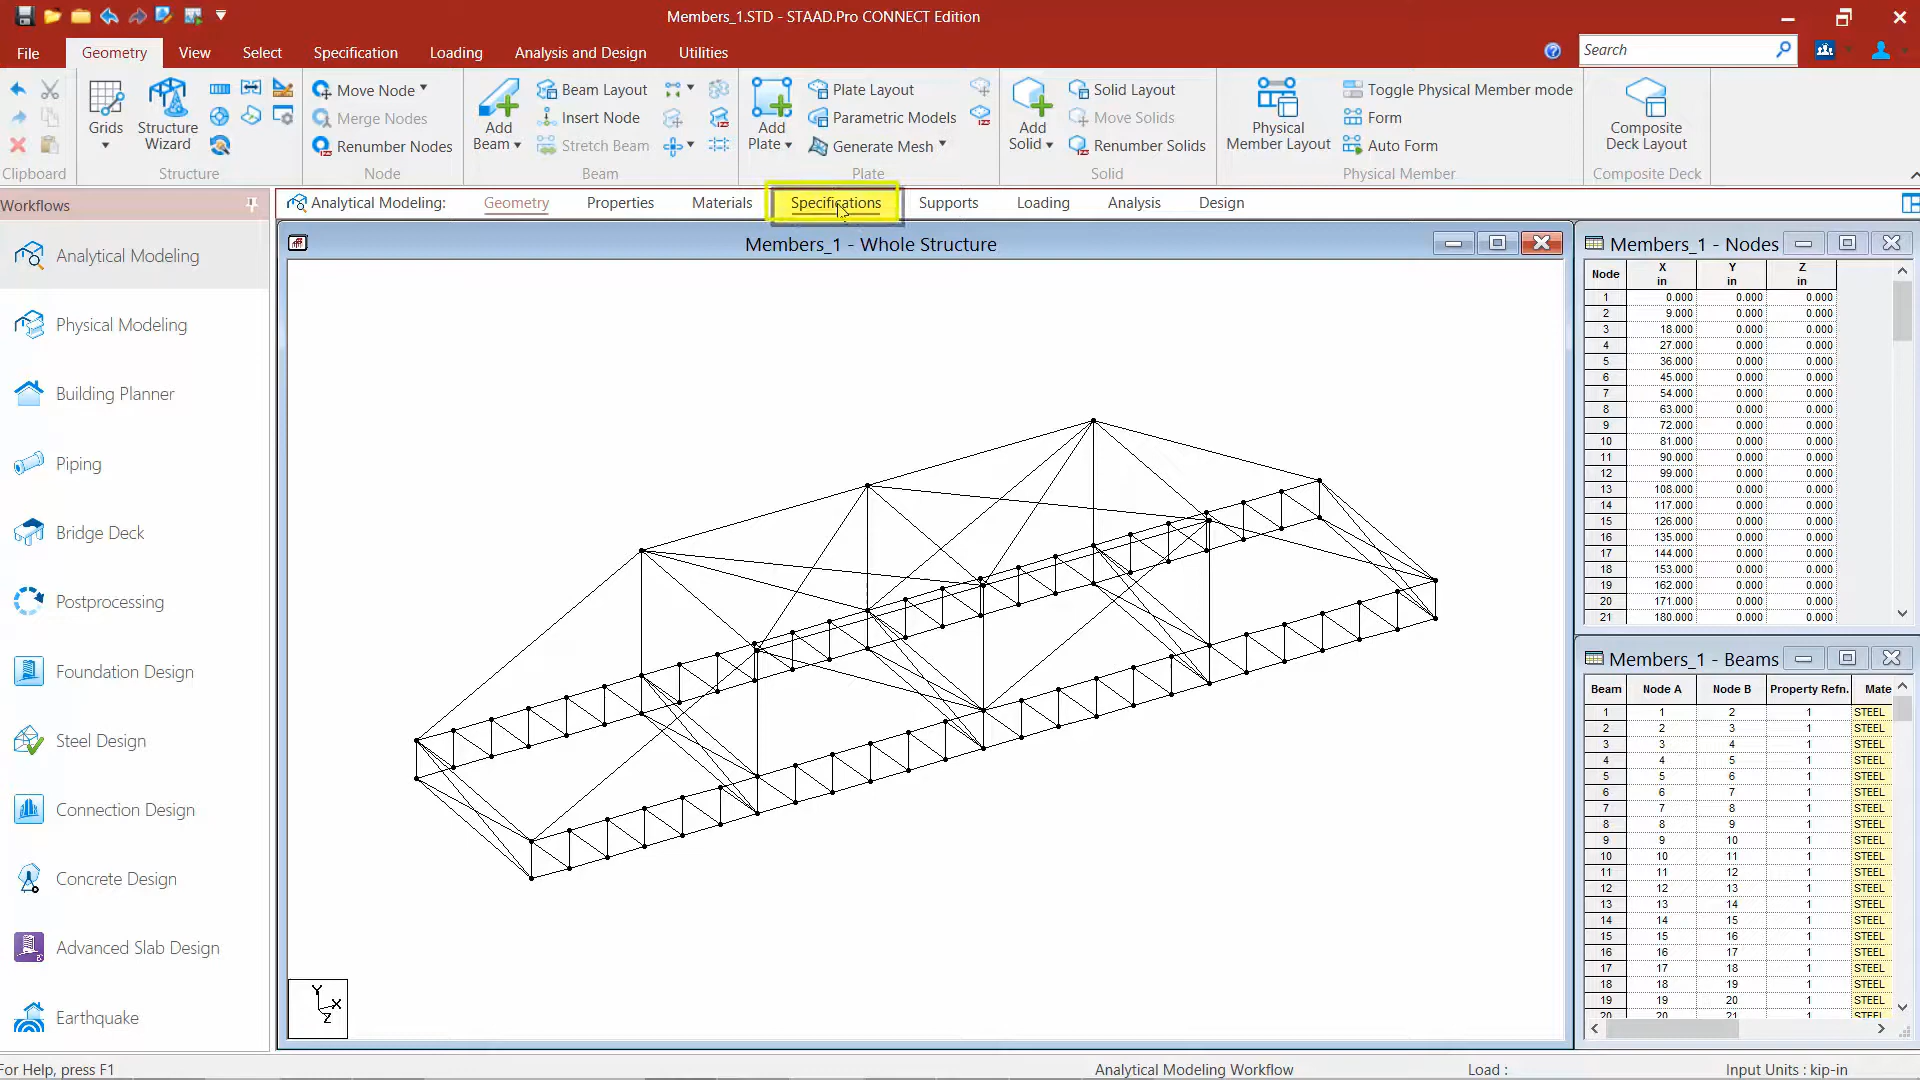 Members_1.STD - STAAD.Pro CONNECT Edition
File Geometry View Select Specification Loading Analysis and Design Utilities Search
Grids
Structure Wizard
Move Node
Merge Nodes
Renumber Nodes
Add Beam
Beam Layout
Insert Node
Stretch Beam
Add Plate
Plate Layout
Parametric Models
Generate Mesh
Add Solid
Solid Layout
Move Solids
Renumber Solids
Physical Member Layout
Toggle Physical Member mode
Form
Auto Form
Composite Deck Layout
Clipboard Structure Node Beam Plate Solid Physical Member Composite Deck
Workflows
Analytical Modeling: Geometry Properties Materials Specifications Supports Loading Analysis Design
Analytical Modeling
Physical Modeling
Building Planner
Piping
Bridge Deck
Postprocessing
Foundation Design
Steel Design
Connection Design
Concrete Design
Advanced Slab Design
Earthquake
Members_1 - Whole Structure
Y
X
Z
Members_1 - Nodes
Node X in Y in Z in
1 0.000 0.000 0.000
2 9.000 0.000 0.000
3 18.000 0.000 0.000
4 27.000 0.000 0.000
5 36.000 0.000 0.000
6 45.000 0.000 0.000
7 54.000 0.000 0.000
8 63.000 0.000 0.000
9 72.000 0.000 0.000
10 81.000 0.000 0.000
11 90.000 0.000 0.000
12 99.000 0.000 0.000
13 108.000 0.000 0.000
14 117.000 0.000 0.000
15 126.000 0.000 0.000
16 135.000 0.000 0.000
17 144.000 0.000 0.000
18 153.000 0.000 0.000
19 162.000 0.000 0.000
20 171.000 0.000 0.000
21 180.000 0.000 0.000
Members_1 - Beams
Beam Node A Node B Property Refn. Mate
1 1 2 1 STEEL
2 2 3 1 STEEL
3 3 4 1 STEEL
4 4 5 1 STEEL
5 5 6 1 STEEL
6 6 7 1 STEEL
7 7 8 1 STEEL
8 8 9 1 STEEL
9 9 10 1 STEEL
10 10 11 1 STEEL
11 11 12 1 STEEL
12 12 13 1 STEEL
13 13 14 1 STEEL
14 14 15 1 STEEL
15 15 16 1 STEEL
16 16 17 1 STEEL
17 17 18 1 STEEL
18 18 19 1 STEEL
19 19 20 1 STEEL
20 20 21 1 STEEL
For Help, press F1 Analytical Modeling Workflow Load : Input Units : kip-in